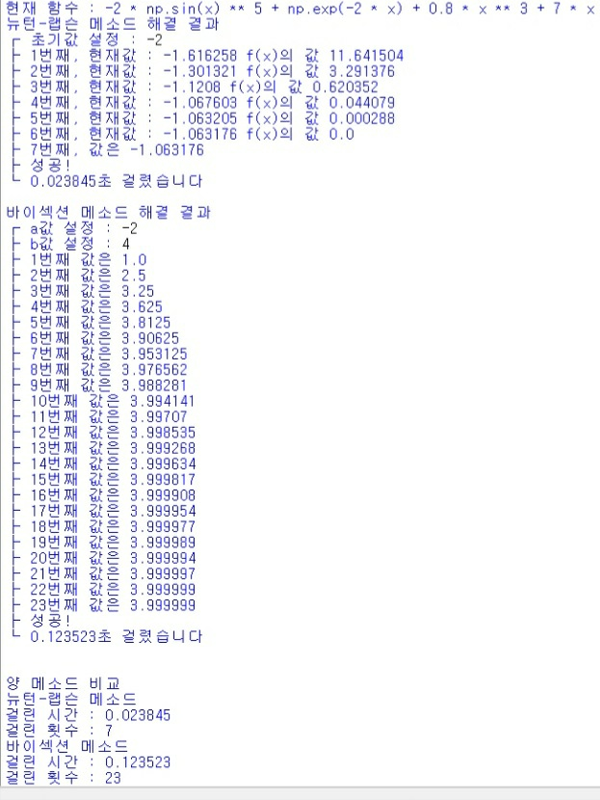 현재 함수 : -2 * np.sin(x) ** 5 + np.exp(-2 * x) + 0.8 * x ** 3 + 7 * x
뉴턴-랩슨 메소드 해결 결과
┌ 초기값 설정 : -2
├ 1번째, 현재값 : -1.616258 f(x)의 값 11.641504
├ 2번째, 현재값 : -1.301321 f(x)의 값 3.291376
├ 3번째, 현재값 : -1.1208 f(x)의 값 0.620352
├ 4번째, 현재값 : -1.067603 f(x)의 값 0.044079
├ 5번째, 현재값 : -1.063205 f(x)의 값 0.000288
├ 6번째, 현재값 : -1.063176 f(x)의 값 0.0
├ 7번째, 값은 -1.063176
├ 성공!
└ 0.023845초 걸렸습니다
바이섹션 메소드 해결 결과
┌ a값 설정 : -2
├ b값 설정 : 4
├ 1번째 값은 1.0
├ 2번째 값은 2.5
├ 3번째 값은 3.25
├ 4번째 값은 3.625
├ 5번째 값은 3.8125
├ 6번째 값은 3.90625
├ 7번째 값은 3.953125
├ 8번째 값은 3.976562
├ 9번째 값은 3.988281
├ 10번째 값은 3.994141
├ 11번째 값은 3.99707
├ 12번째 값은 3.998535
├ 13번째 값은 3.999268
├ 14번째 값은 3.999634
├ 15번째 값은 3.999817
├ 16번째 값은 3.999908
├ 17번째 값은 3.999954
├ 18번째 값은 3.999977
├ 19번째 값은 3.999989
├ 20번째 값은 3.999994
├ 21번째 값은 3.999997
├ 22번째 값은 3.999999
├ 23번째 값은 3.999999
├ 성공!
└ 0.123523초 걸렸습니다
양 메소드 비교
뉴턴-랩슨 메소드
걸린 시간 : 0.023845
걸린 횟수 : 7
바이섹션 메소드
걸린 시간 : 0.123523
걸린 횟수 : 23